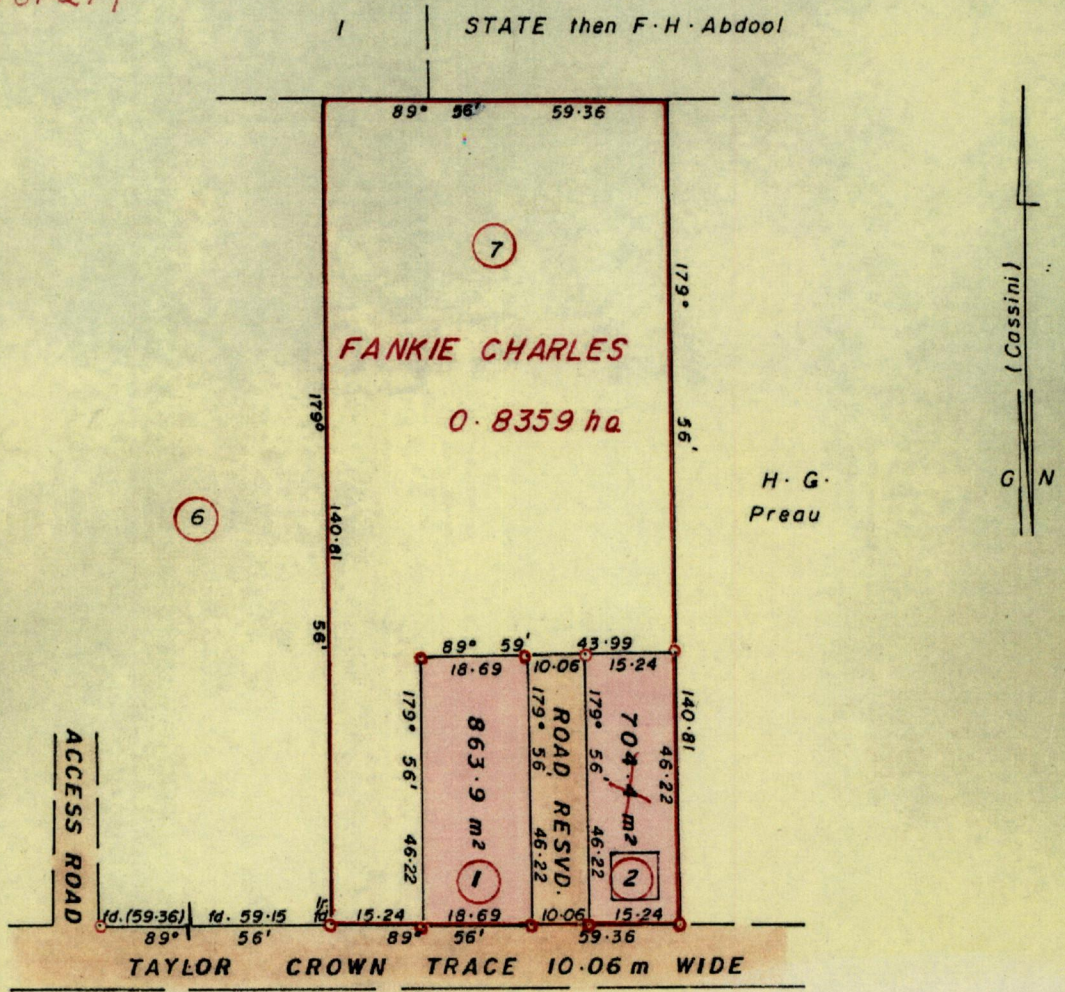 1 STATE then F·H·Abdool
89° 56' 59·36
7
179°
FANKIE CHARLES
179°
0·8359 ha
56'
(Cassini)
H· G·
Preau
G N
6
140·81
56'
89° 59' 43·99
18·69 10·06 15·24
179° 56' 46·22
863·9 m²
1
179° 56' 46·22
ROAD RESVD.
179° 56' 46·22
704·4 m²
2
46·22
140·81
ACCESS ROAD
fd.(59·36) fd. 59·15 Ir. fd 15·24 18·69 10·06 15·24
89° 56' 89° 56' 59·36
TAYLOR CROWN TRACE 10·06 m WIDE